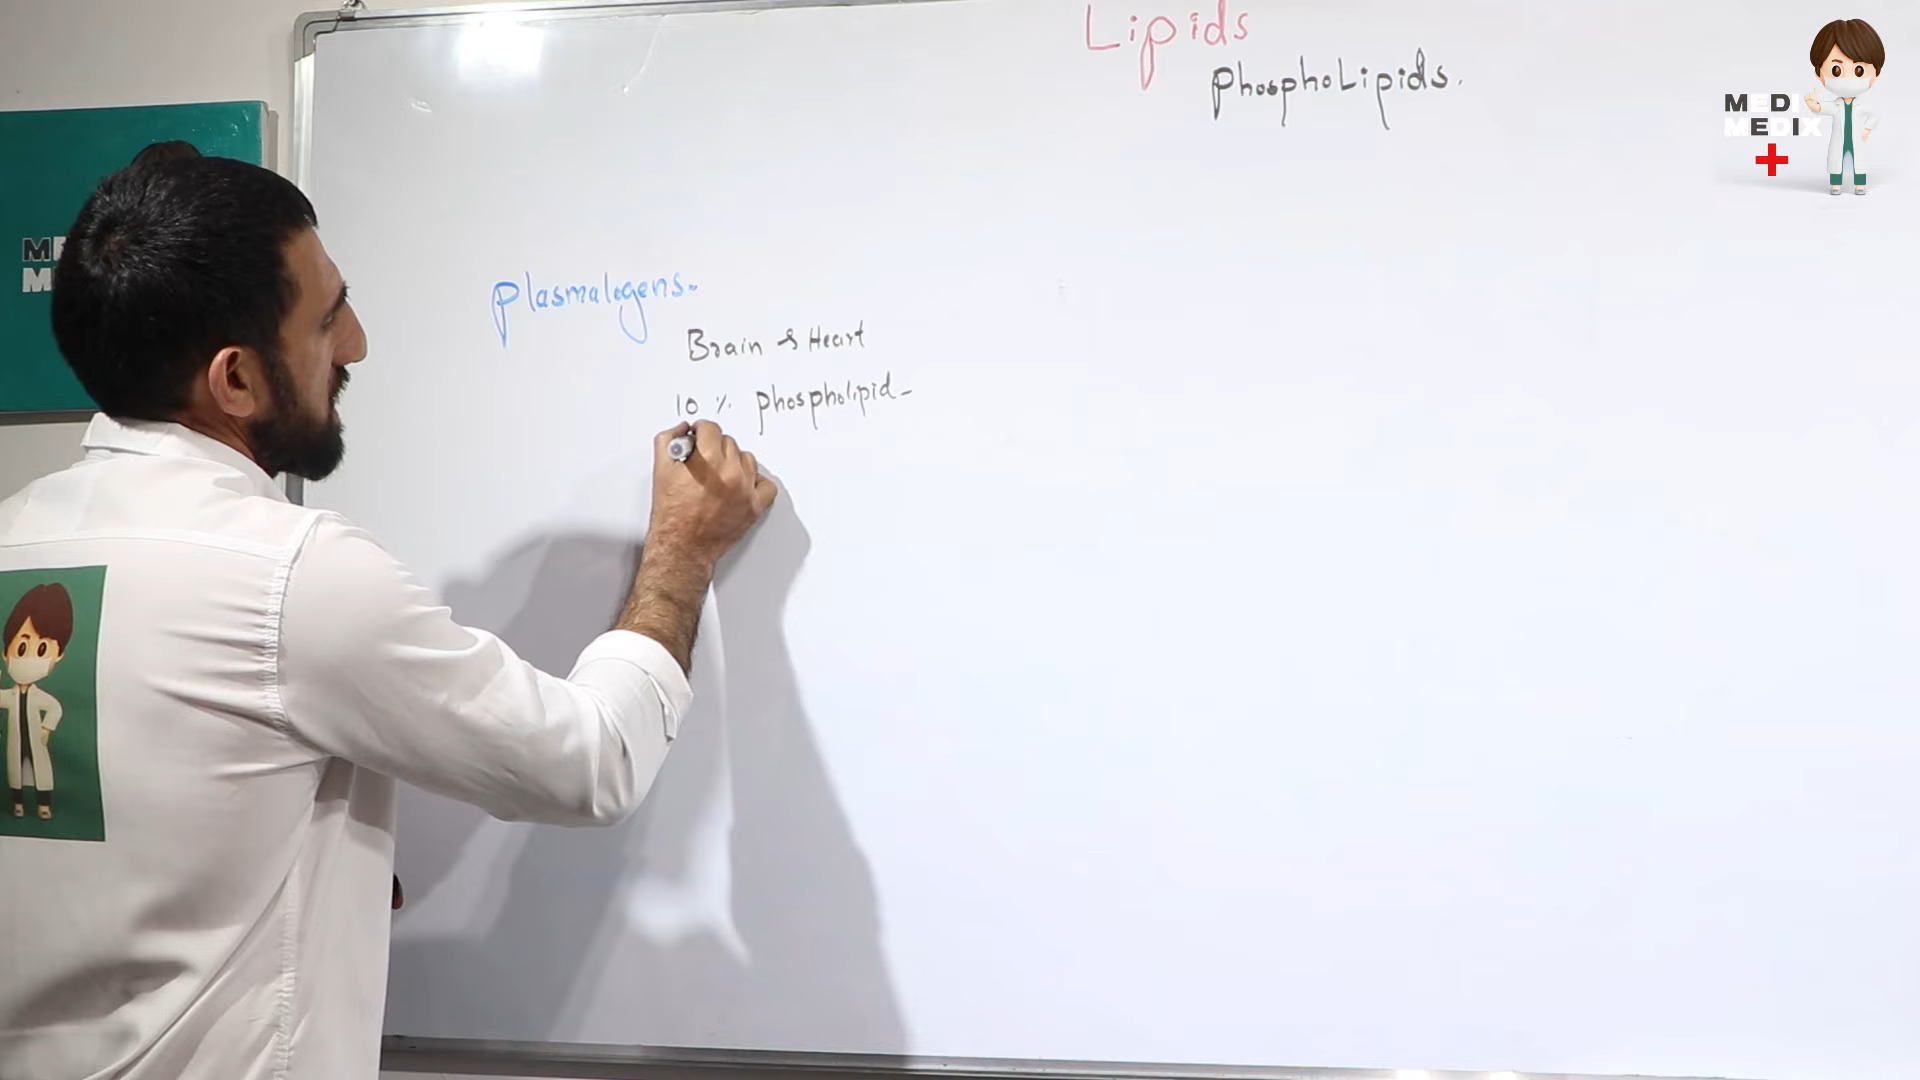 Lipids
PhosphoLipids.
MEDI
MEDIX
Plasmalogens.
Brain & Heart
10 % phospholipid -